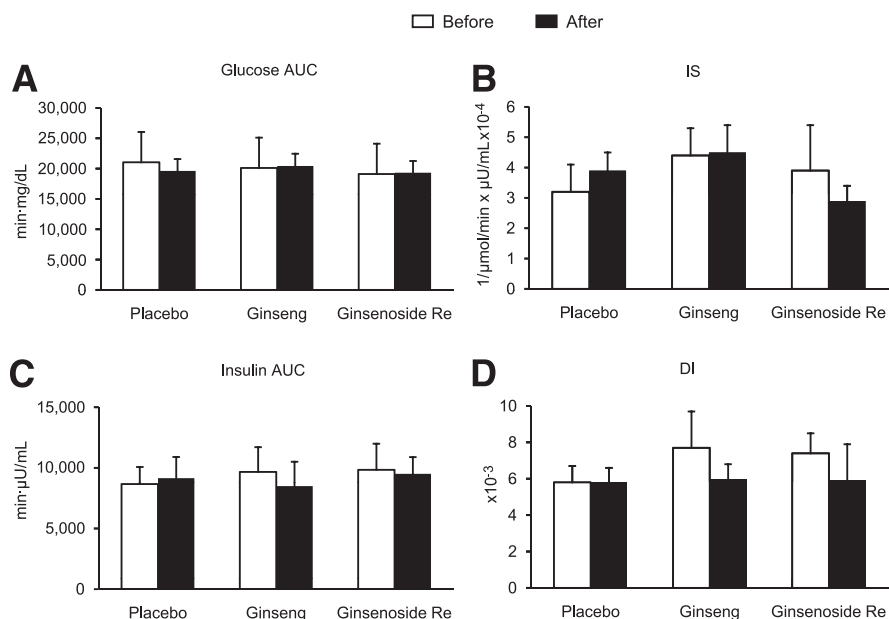 Before After
A
Glucose AUC
min·mg/dL
30,000
25,000
20,000
15,000
10,000
5,000
0
Placebo Ginseng Ginsenoside Re
B
IS
1/µmol/min x µU/mL x10-4
6
5
4
3
2
1
0
Placebo Ginseng Ginsenoside Re
C
Insulin AUC
min·µU/mL
15,000
10,000
5,000
0
Placebo Ginseng Ginsenoside Re
D
DI
x10-3
10
8
6
4
2
0
Placebo Ginseng Ginsenoside Re